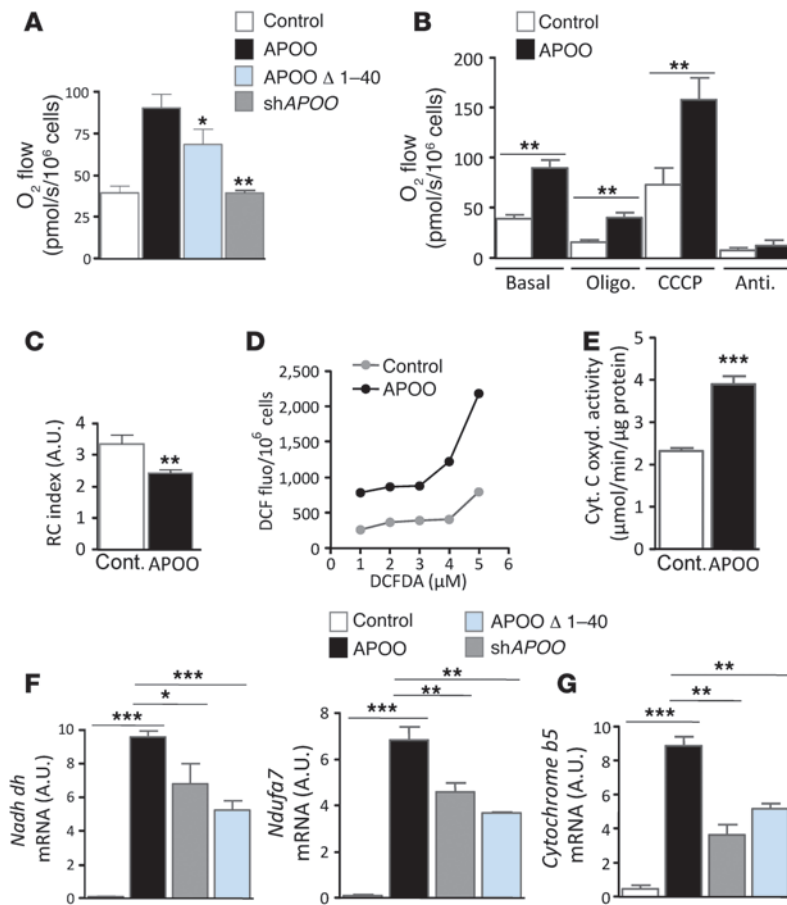 A
Control
APOO
APOO Δ 1–40
shAPOO
O₂ flow
(pmol/s/10⁶ cells)
100
75
50
25
0
*
**
B
Control
APOO
O₂ flow
(pmol/s/10⁶ cells)
200
150
100
50
0
**
**
**
Basal
Oligo.
CCCP
Anti.
C
RC index (A.U.)
4
3
2
1
0
**
Cont. APOO
D
Control
APOO
DCF fluo/10⁶ cells
2,500
2,000
1,500
1,000
500
0
0 1 2 3 4 5 6
DCFDA (μM)
E
Cyt. C oxyd. activity
(μmol/min/μg protein)
5
4
3
2
1
0
***
Cont. APOO
Control
APOO
APOO Δ 1–40
shAPOO
F
Nadh dh
mRNA (A.U.)
10
8
6
4
2
0
***
*
***
Ndufa7
mRNA (A.U.)
8
6
4
2
0
**
**
***
G
Cytochrome b5
mRNA (A.U.)
10
8
6
4
2
0
**
**
***